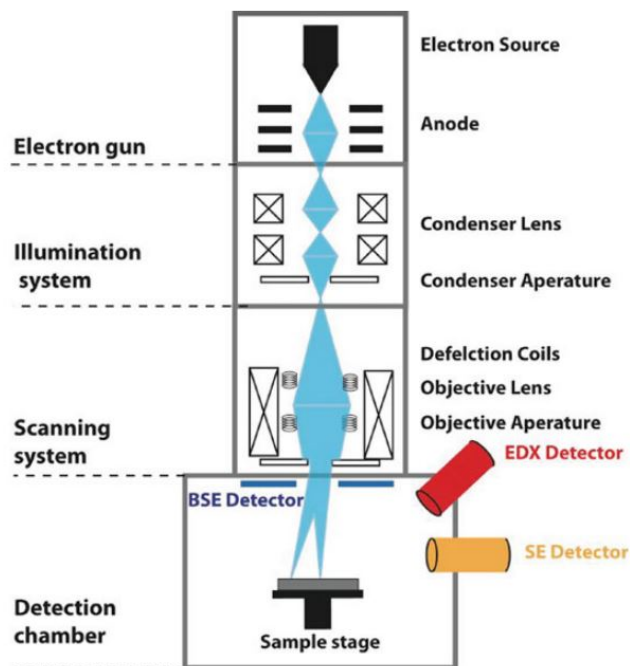 Electron Source
Anode
Electron gun
Condenser Lens
Illumination
system
Condenser Aperature
Defelction Coils
Objective Lens
Objective Aperature
Scanning
system
EDX Detector
BSE Detector
SE Detector
Detection
chamber
Sample stage